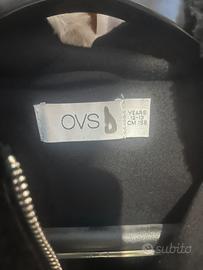 OVS
YEARS
12-13
CM 158
subito